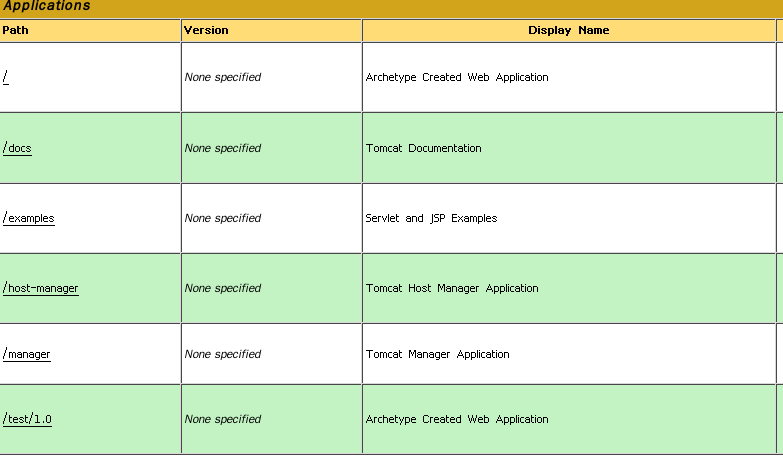 Applications
Path Version Display Name
/ None specified Archetype Created Web Application
/docs None specified Tomcat Documentation
/examples None specified Servlet and JSP Examples
/host-manager None specified Tomcat Host Manager Application
/manager None specified Tomcat Manager Application
/test/1.0 None specified Archetype Created Web Application